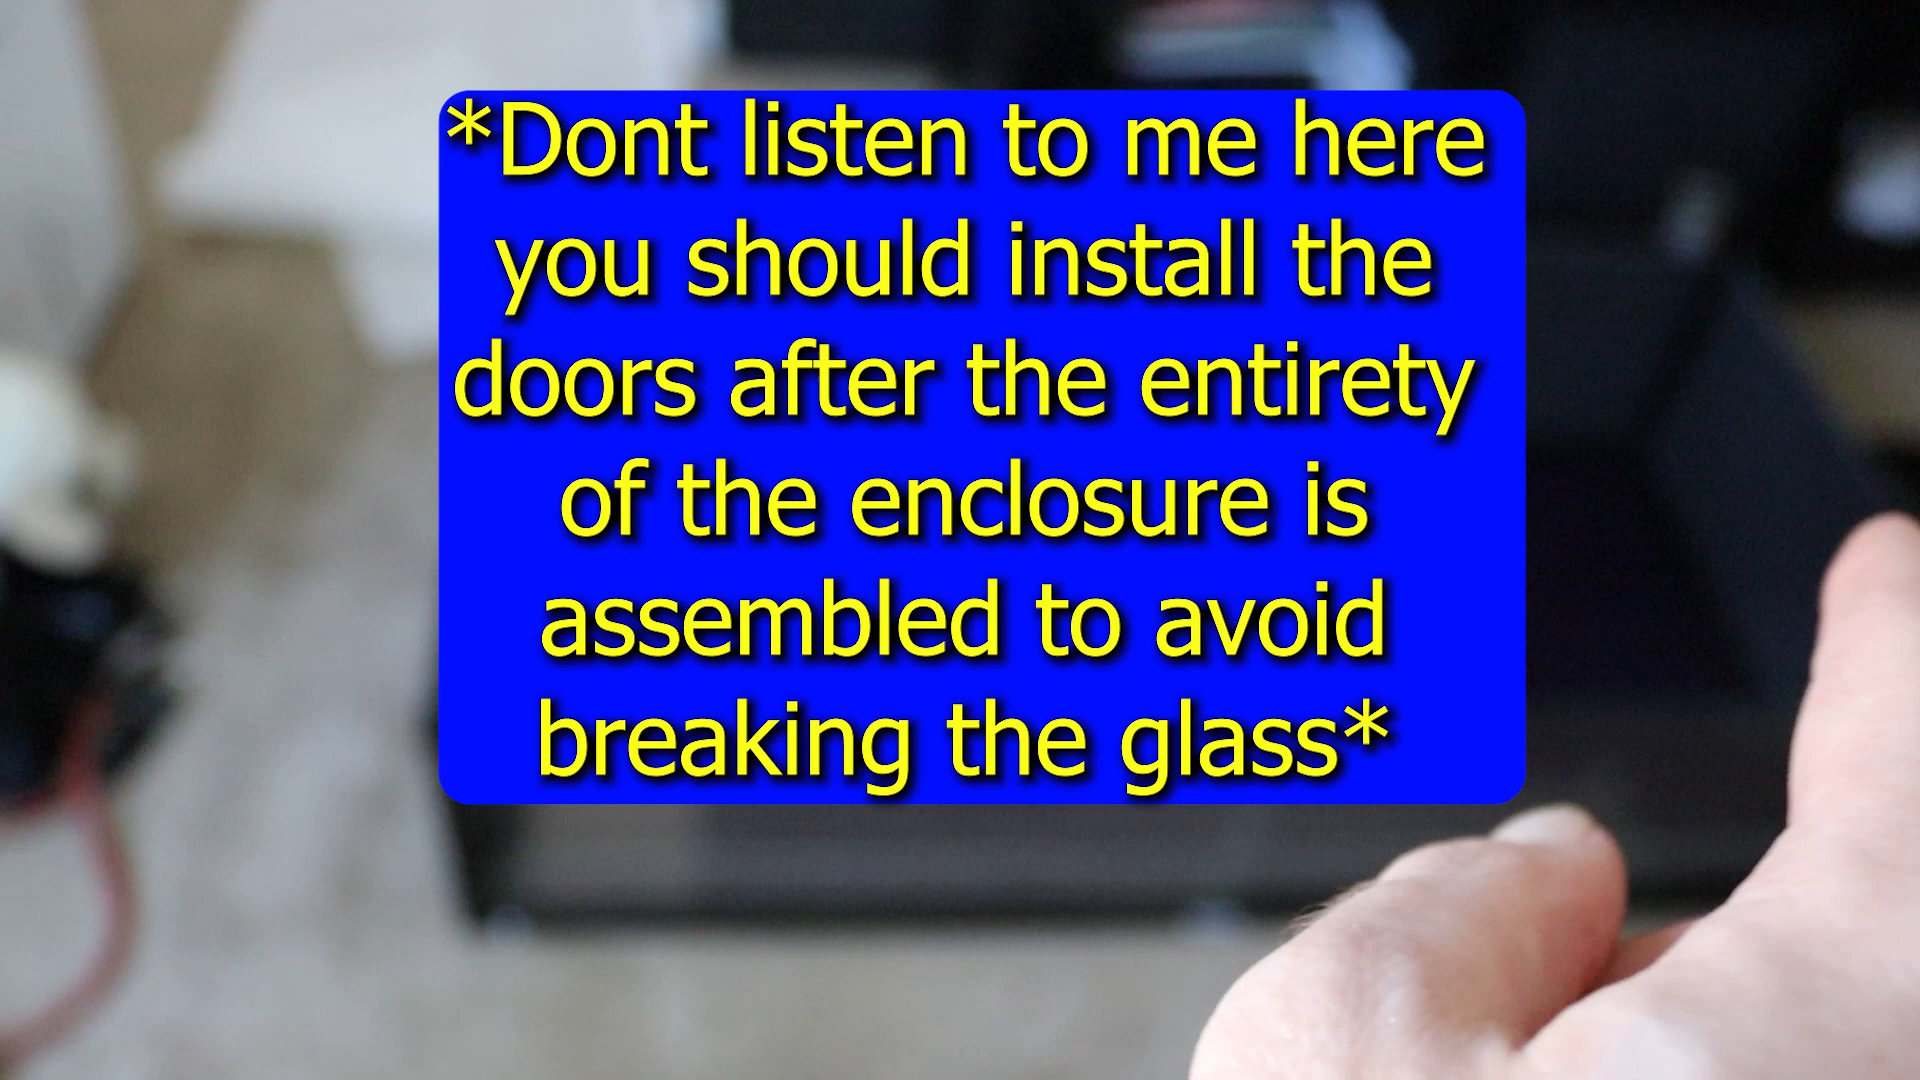 *Dont listen to me here
you should install the
doors after the entirety
of the enclosure is
assembled to avoid
breaking the glass*